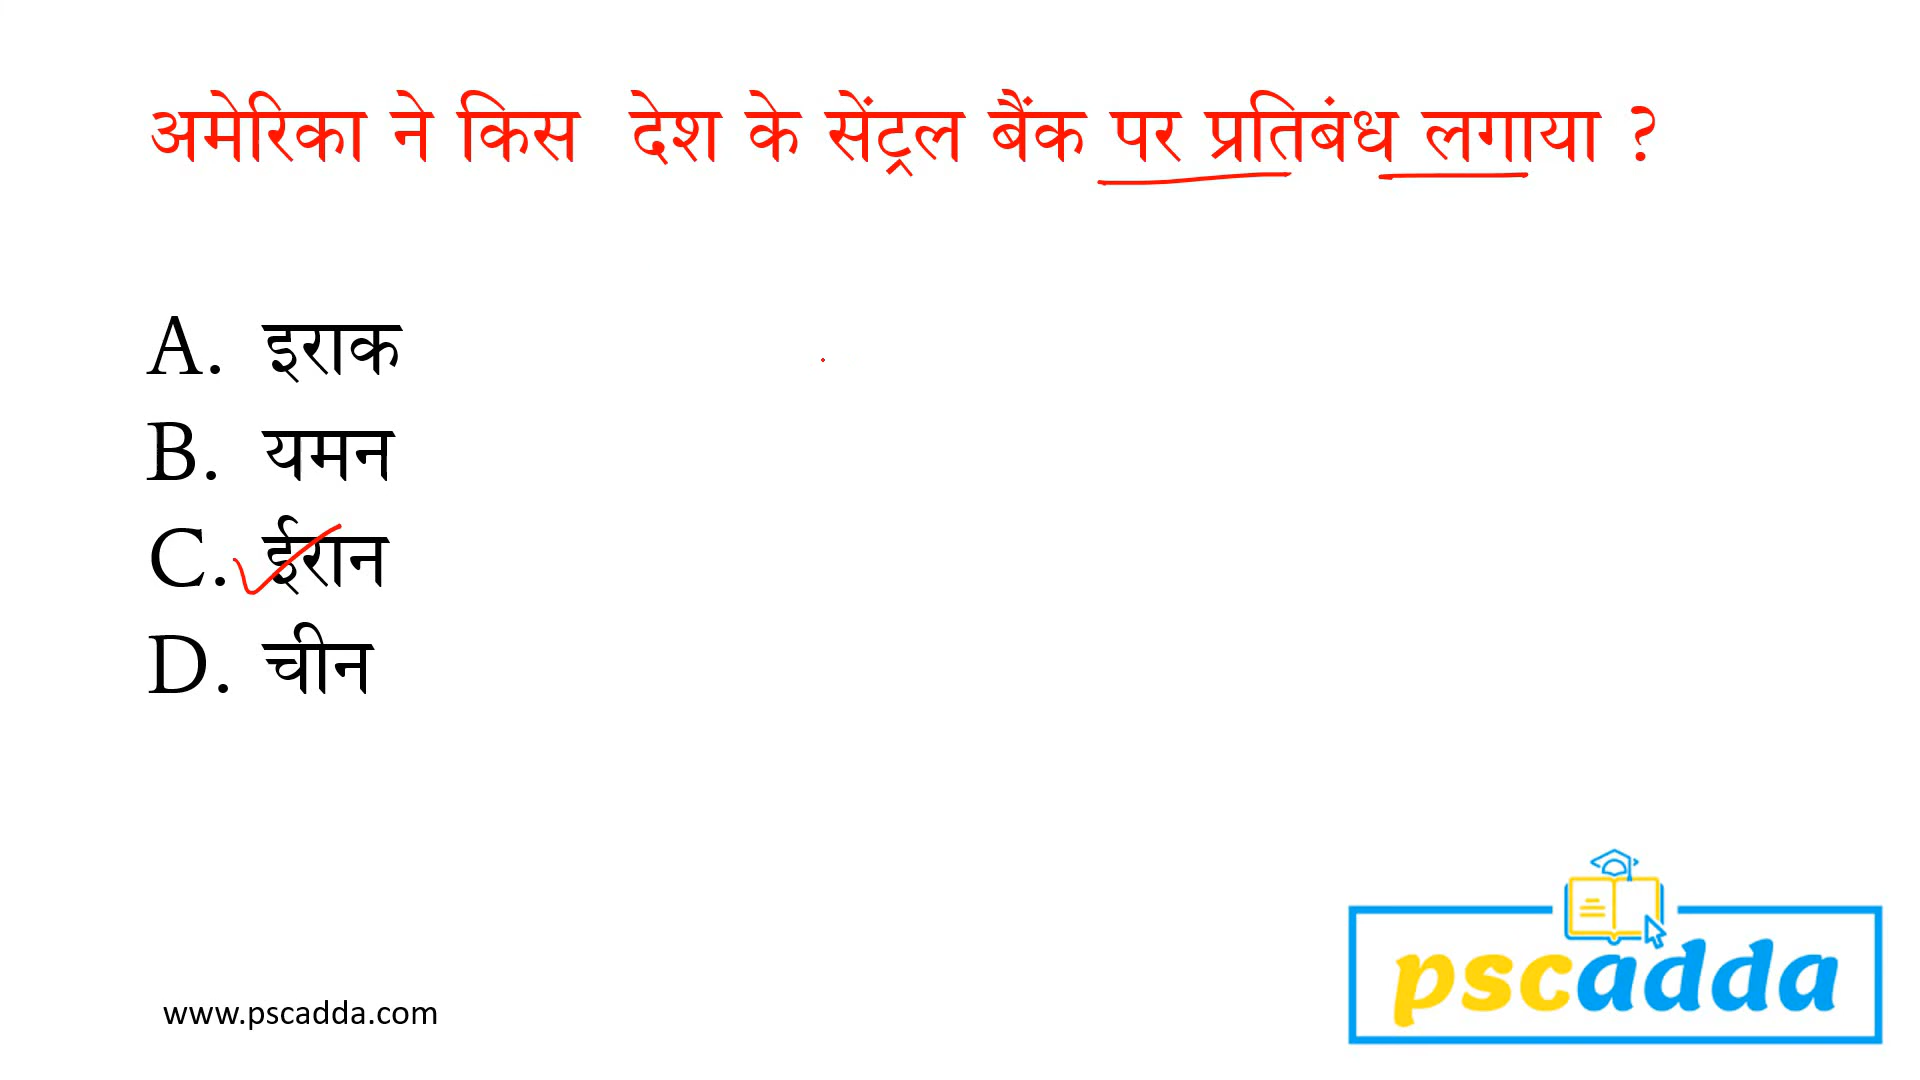 अमेरिका ने किस देश के सेंट्रल बैंक पर प्रतिबंध लगाया ?
A. इराक
B. यमन
C. ईरान
D. चीन
www.pscadda.com
pscadda